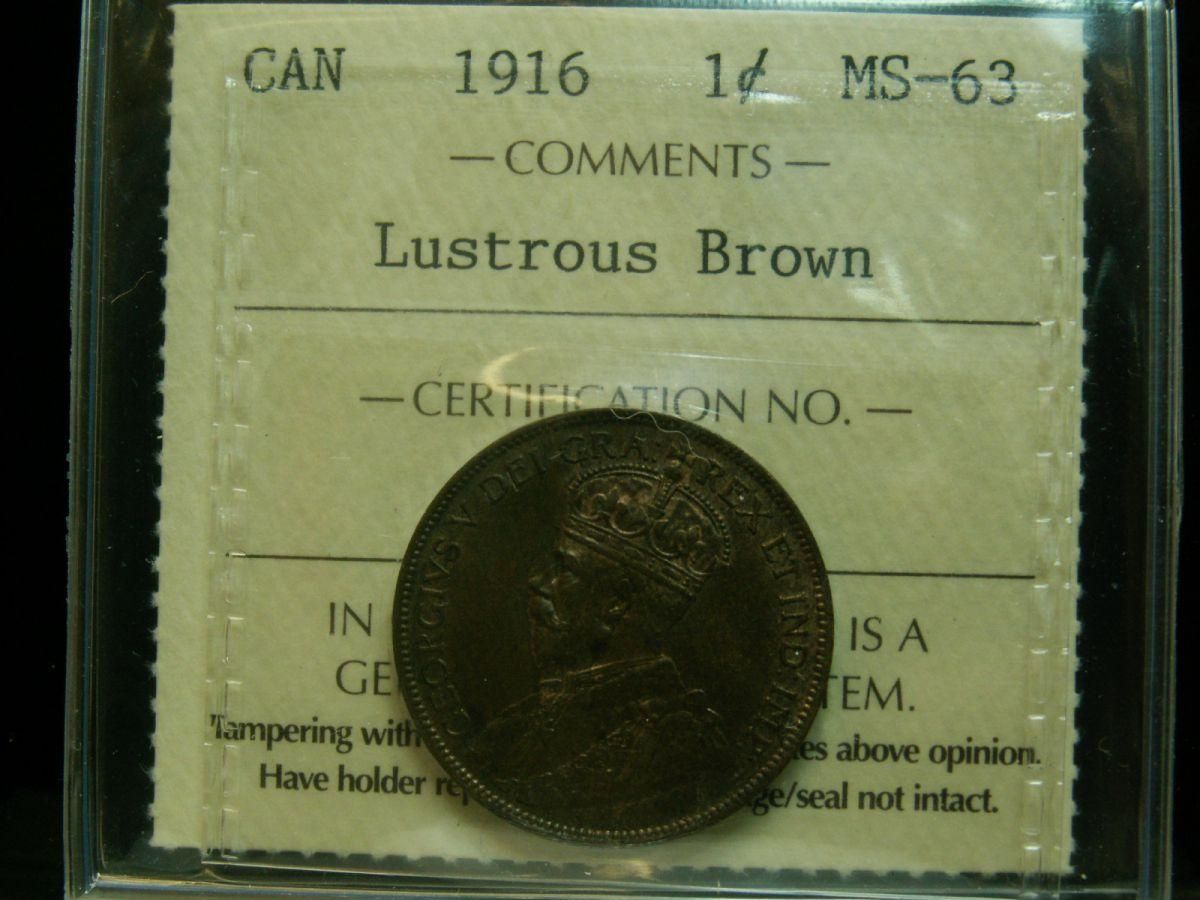 CAN 1916 1¢ MS-63
— COMMENTS —
Lustrous Brown
— CERTIFICATION NO. —
GEORGIVS V DEI GRA: REX ET IND: IMP:
IN IS A
GE TEM.
Tampering with es above opinion.
Have holder rep ge/seal not intact.